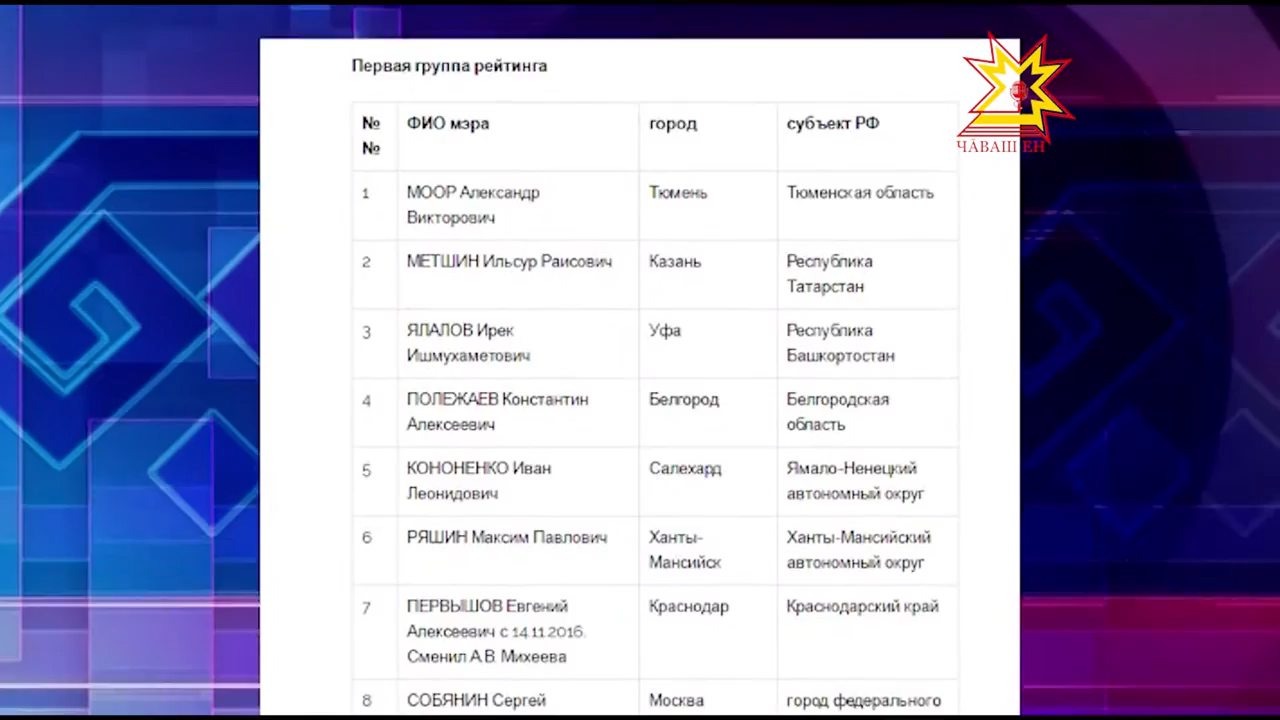 Первая группа рейтинга
№ ФИО мэра город субъект РФ
№
1 МООР Александр Тюмень Тюменская область
Викторович
2 МЕТШИН Ильсур Раисович Казань Республика
Татарстан
3 ЯЛАЛОВ Ирек Уфа Республика
Ишмухаметович Башкортостан
4 ПОЛЕЖАЕВ Константин Белгород Белгородская
Алексеевич область
5 КОНОНЕНКО Иван Салехард Ямало-Ненецкий
Леонидович автономный округ
6 РЯШИН Максим Павлович Ханты- Ханты-Мансийский
Мансийск автономный округ
7 ПЕРВЫШОВ Евгений Краснодар Краснодарский край
Алексеевич с 14.11.2016.
Сменил А.В. Михеева
8 СОБЯНИН Сергей Москва город федерального
ЧӐВАШ ЕН